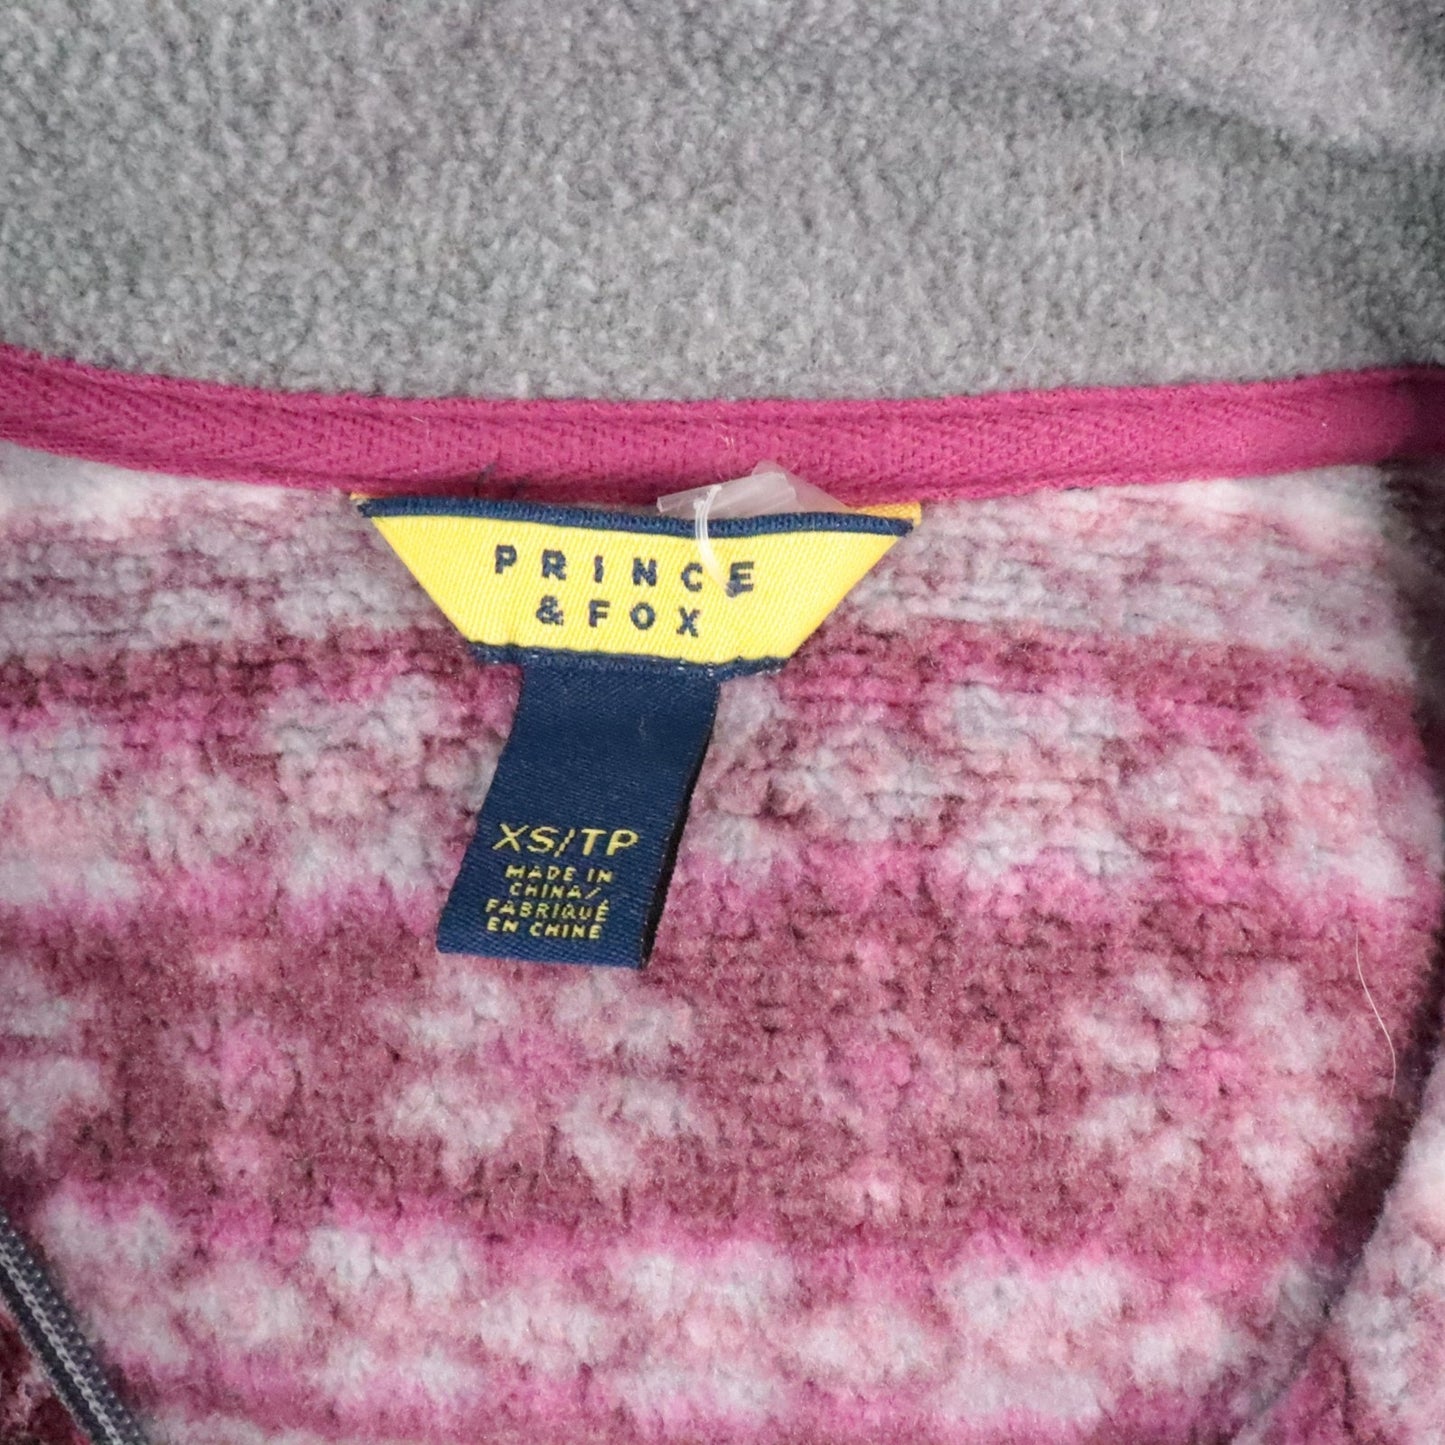 PRINCE
& FOX
XS/TP
MADE IN
CHINA/
FABRIQUÉ
EN CHINE